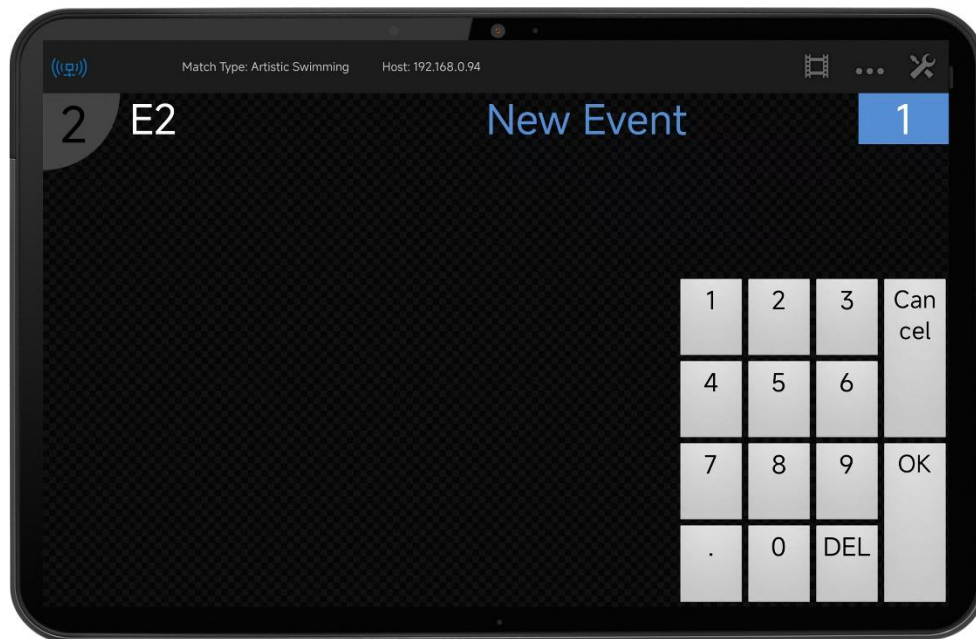 Match Type: Artistic Swimming Host: 192.168.0.94
2 E2 New Event 1
1 2 3 Can
cel
4 5 6
7 8 9 OK
. 0 DEL